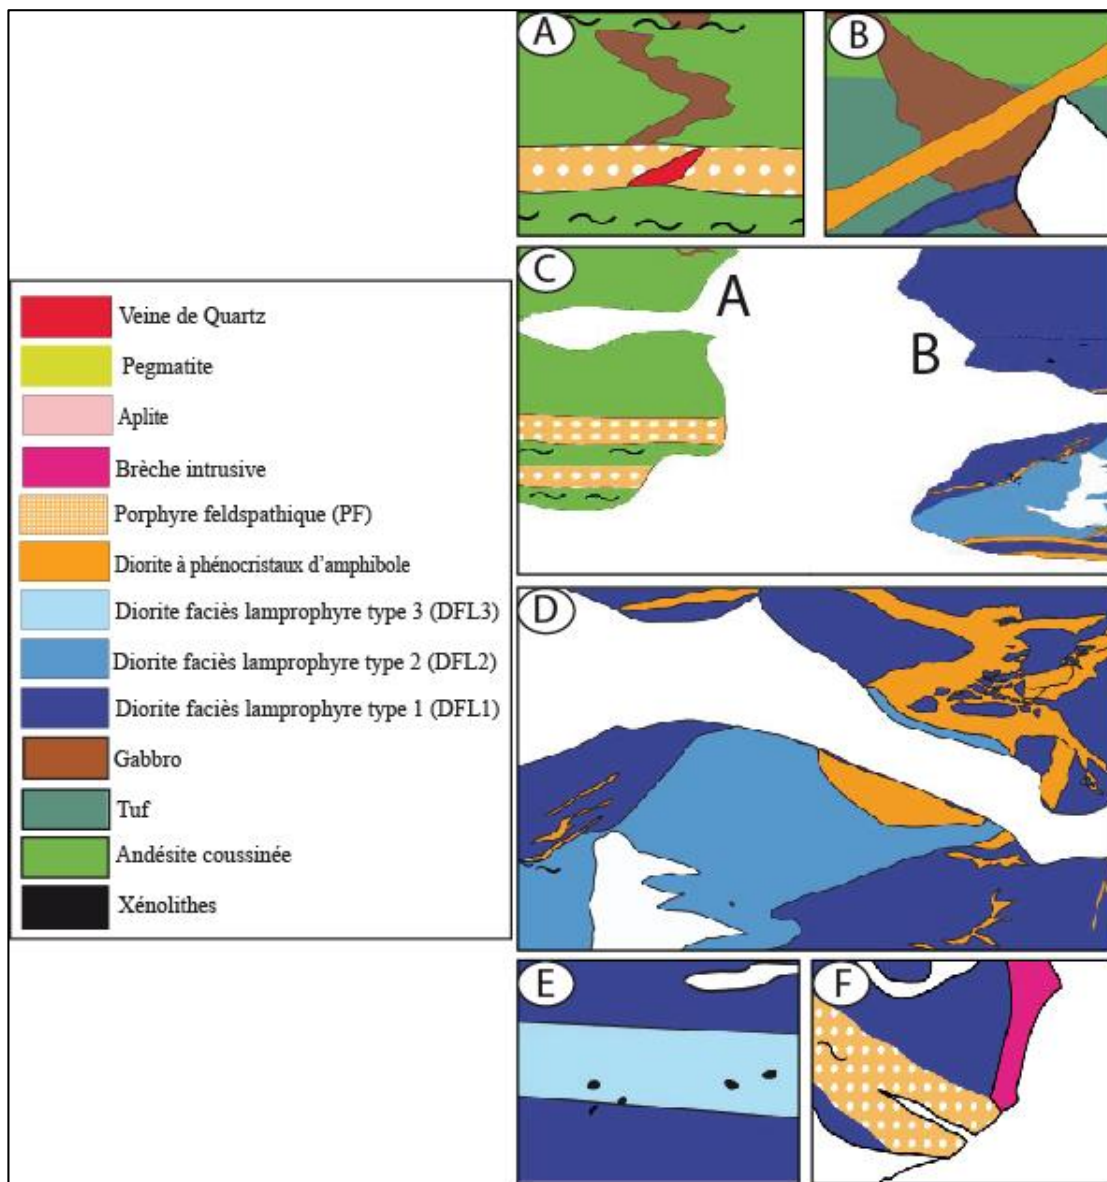 A
B
C
A
B
Veine de Quartz
Pegmatite
Aplite
Brèche intrusive
Porphyre feldspathique (PF)
Diorite à phénocristaux d'amphibole
Diorite faciès lamprophyre type 3 (DFL3)
Diorite faciès lamprophyre type 2 (DFL2)
Diorite faciès lamprophyre type 1 (DFL1)
Gabbro
Tuf
Andésite coussinée
Xénolithes
D
E
F